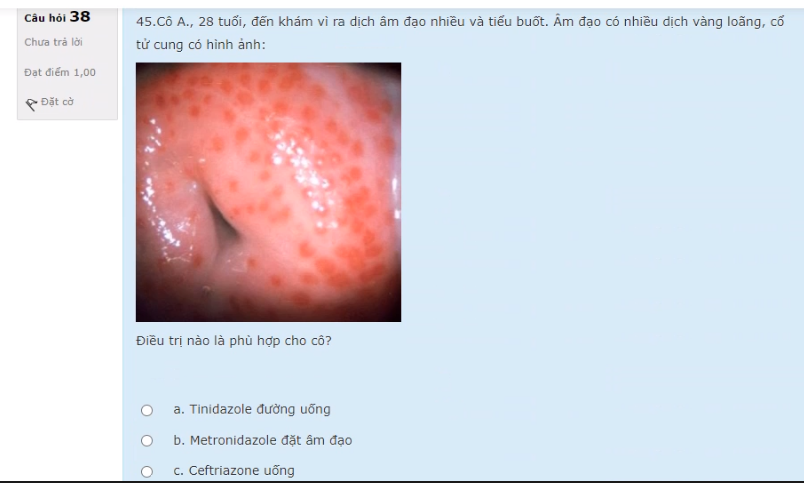 Câu hỏi 38
Chưa trả lời
Đạt điểm 1,00
Đặt cờ
45.Cô A., 28 tuổi, đến khám vì ra dịch âm đạo nhiều và tiểu buốt. Âm đạo có nhiều dịch vàng loãng, cổ
tử cung có hình ảnh:
Điều trị nào là phù hợp cho cô?
a. Tinidazole đường uống
b. Metronidazole đặt âm đạo
c. Ceftriazone uống